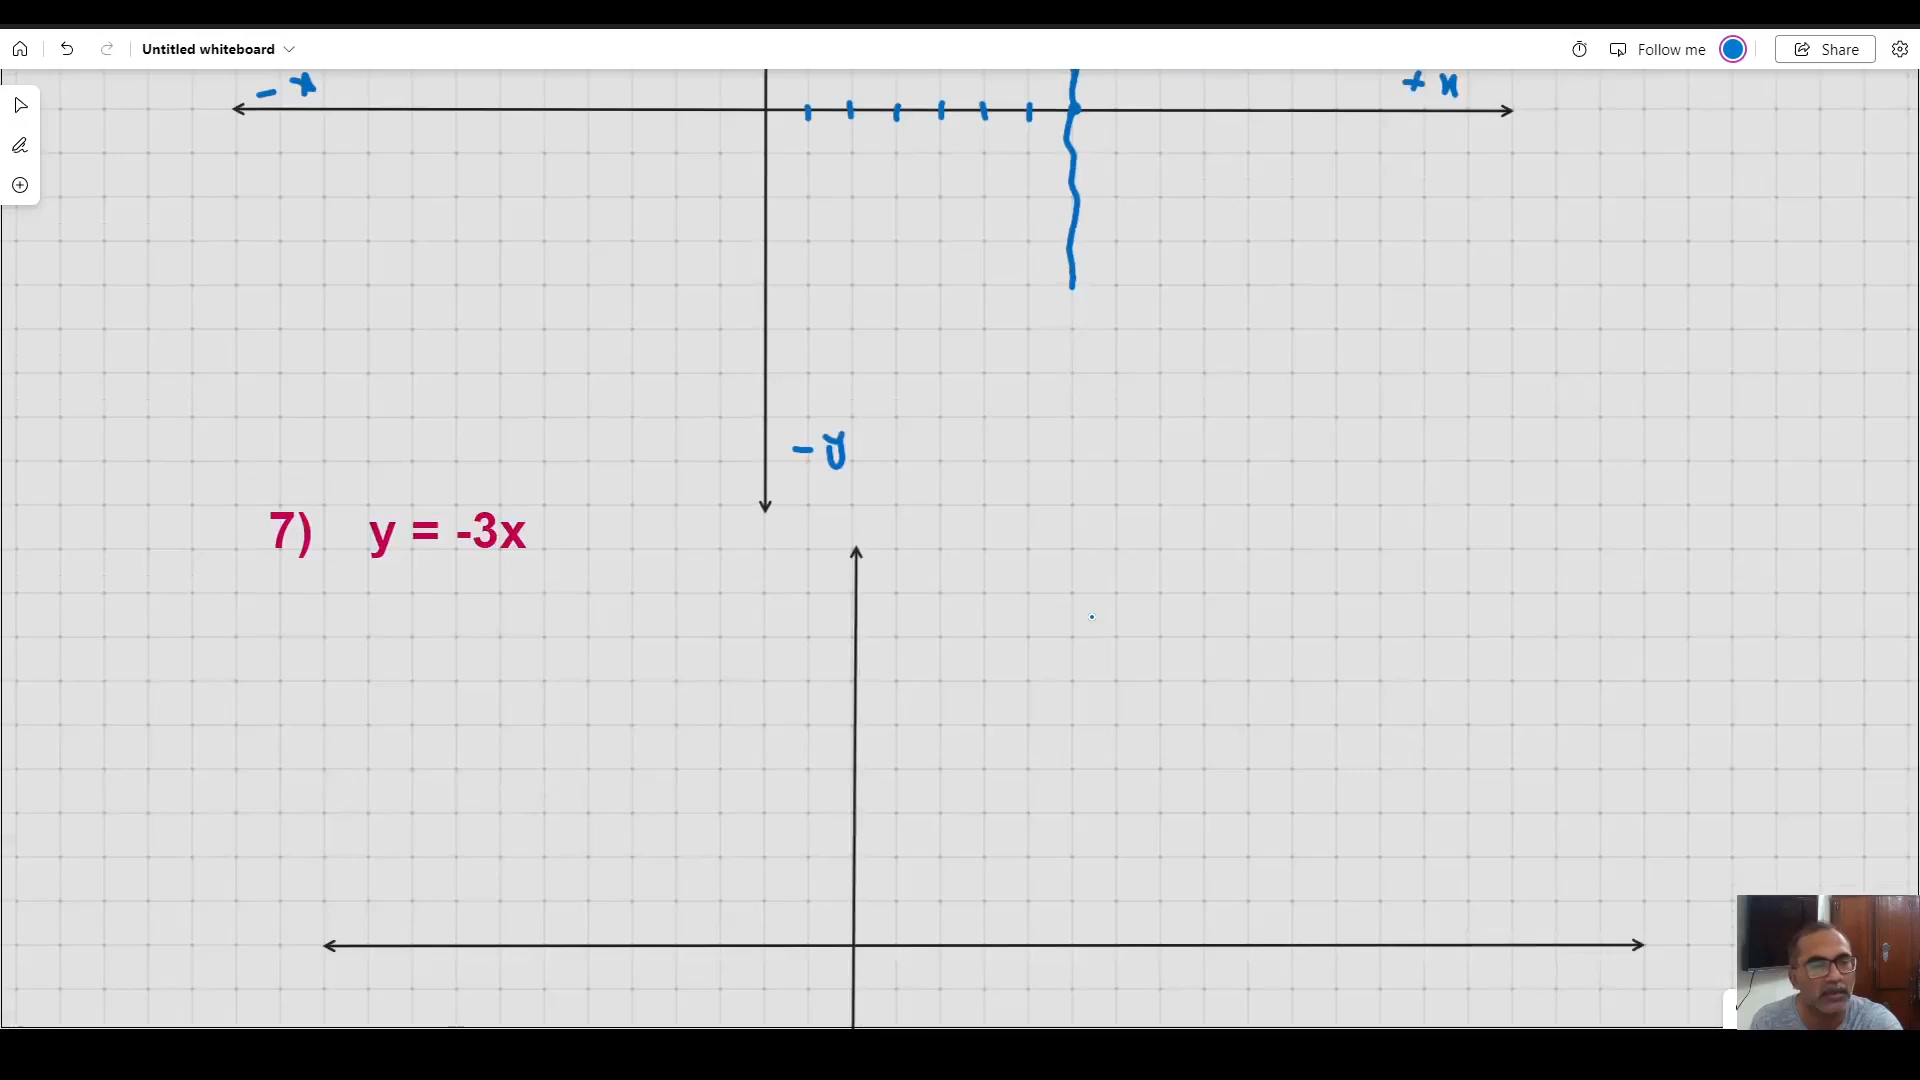 Untitled whiteboard
Follow me
Share
- x
+ x
- y
7) y = -3x